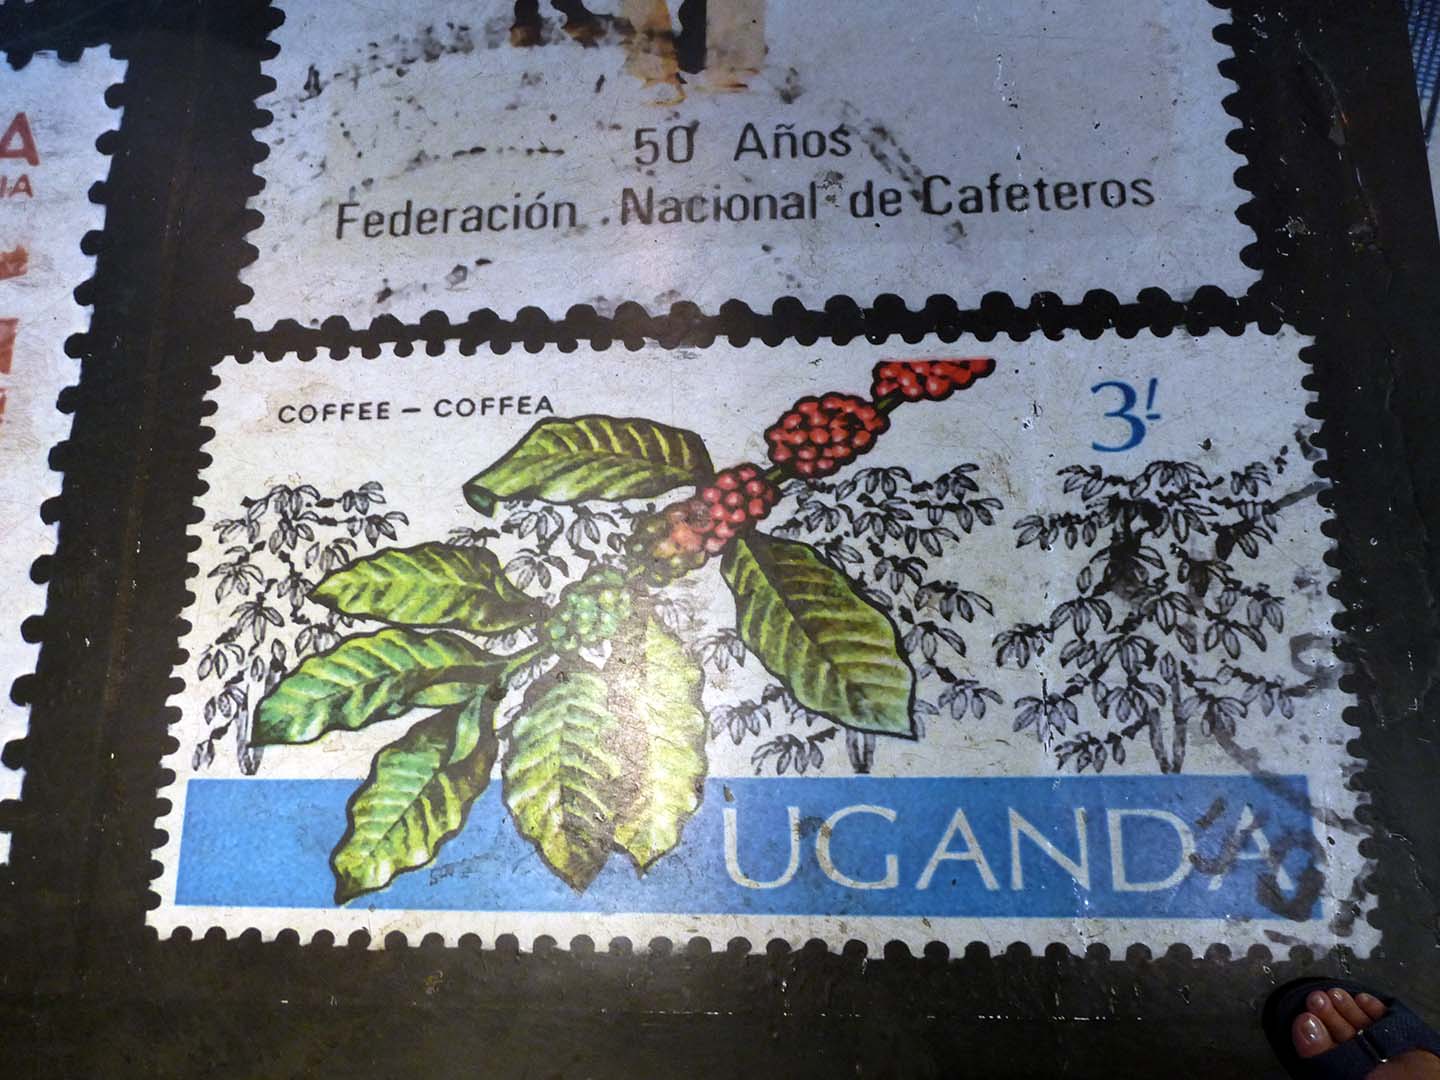 50 Años
Federación Nacional de Cafeteros
COFFEE – COFFEA
3/-
UGANDA